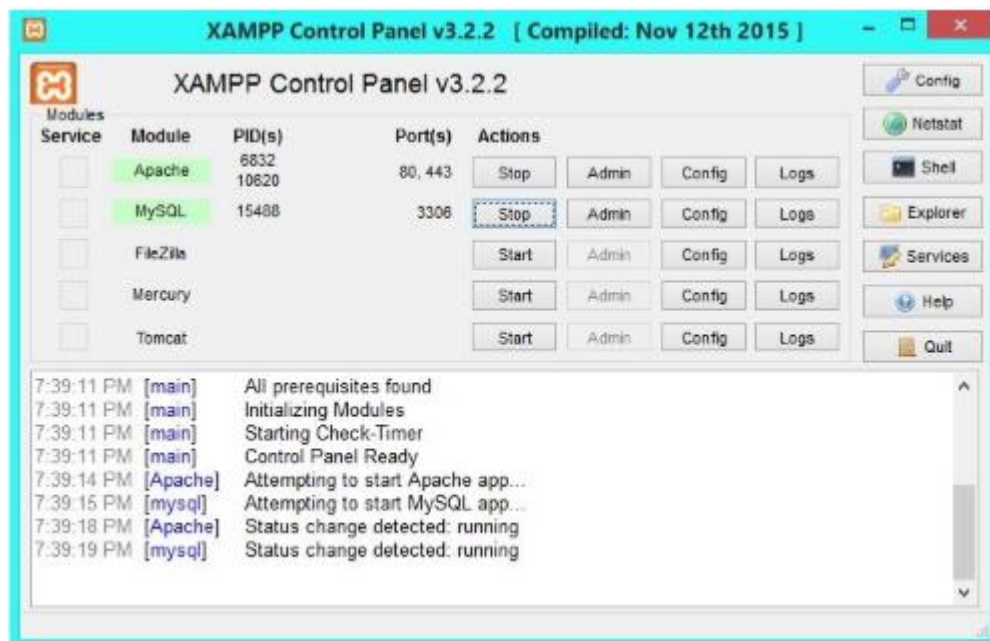 XAMPP Control Panel v3.2.2 [ Compiled: Nov 12th 2015 ]
XAMPP Control Panel v3.2.2
Config
Modules
Service Module PID(s) Port(s) Actions
Netstat
Apache 6832 10620 80, 443 Stop Admin Config Logs
Shell
MySQL 15488 3306 Stop Admin Config Logs
Explorer
FileZilla Start Admin Config Logs
Services
Mercury Start Admin Config Logs
Help
Tomcat Start Admin Config Logs
Quit
7:39:11 PM [main] All prerequisites found
7:39:11 PM [main] Initializing Modules
7:39:11 PM [main] Starting Check-Timer
7:39:11 PM [main] Control Panel Ready
7:39:14 PM [Apache] Attempting to start Apache app...
7:39:15 PM [mysql] Attempting to start MySQL app...
7:39:18 PM [Apache] Status change detected: running
7:39:19 PM [mysql] Status change detected: running